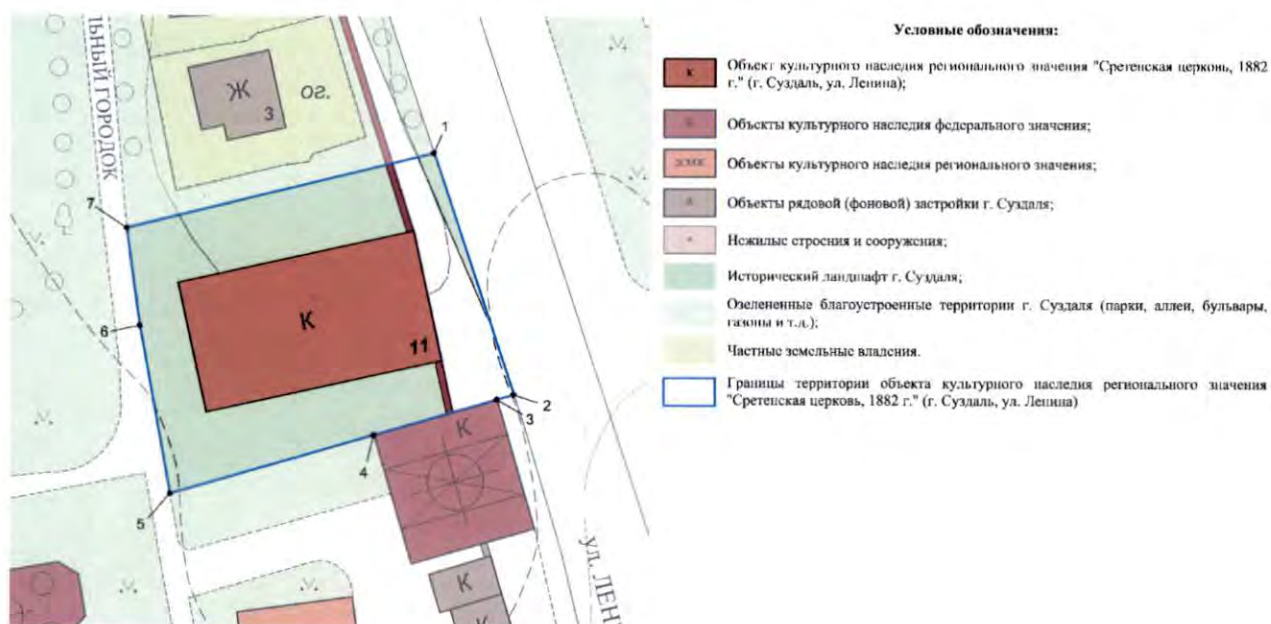 ЛЬНЫЙ ГОРОДОК
Ж
3
ОГ.
1
7
6
К
11
2
3
4
К
5
К
К
ул. ЛЕН
Условные обозначения:
К
Объект культурного наследия регионального значения "Сретенская церковь, 1882
г." (г. Суздаль, ул. Ленина);
Объекты культурного наследия федерального значения;
Объекты культурного наследия регионального значения;
Объекты рядовой (фоновой) застройки г. Суздаля;
Нежилые строения и сооружения;
Исторический ландшафт г. Суздаля;
Озелененные благоустроенные территории г. Суздаля (парки, аллеи, бульвары,
газоны и т.д.);
Частные земельные владения.
Границы территории объекта культурного наследия регионального значения
"Сретенская церковь, 1882 г." (г. Суздаль, ул. Ленина)